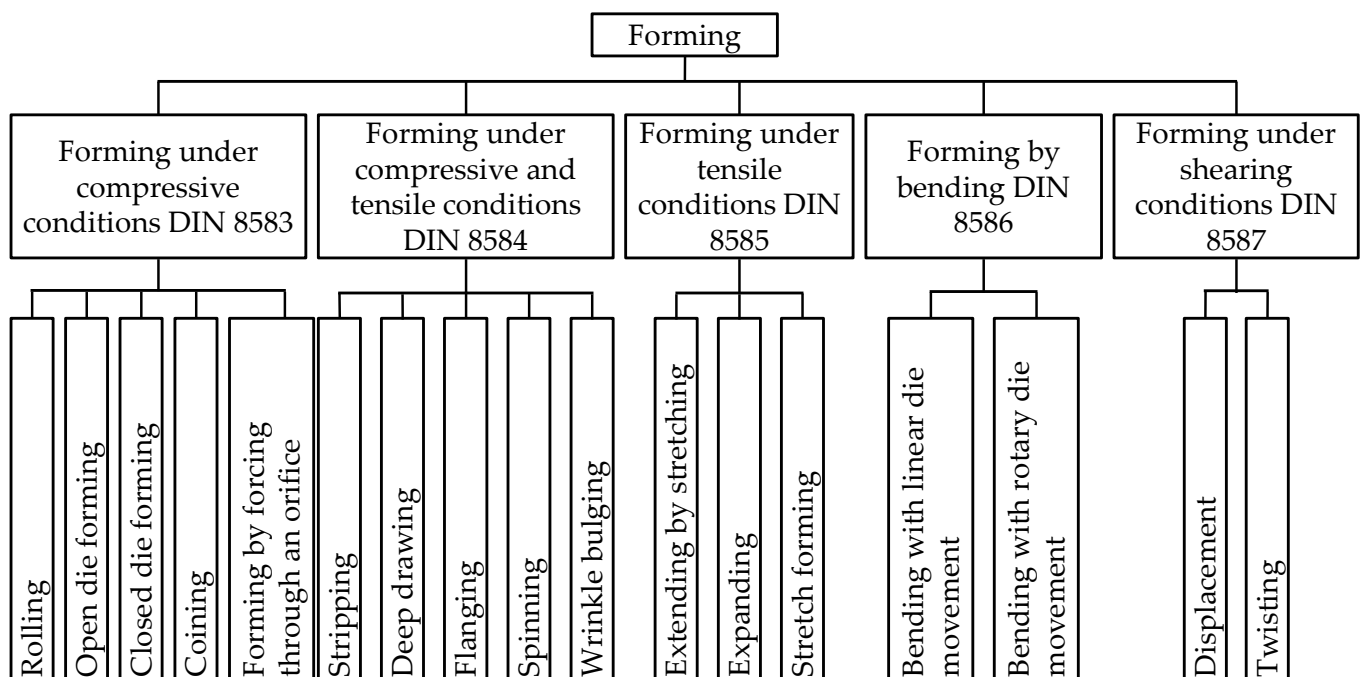 Forming
Forming under
compressive
conditions DIN 8583
Forming under
compressive and
tensile conditions
DIN 8584
Forming under
tensile
conditions DIN
8585
Forming by
bending DIN
8586
Forming under
shearing
conditions DIN
8587
Rolling
Open die forming
Closed die forming
Coining
Forming by forcing
through an orifice
Stripping
Deep drawing
Flanging
Spinning
Wrinkle bulging
Extending by stretching
Expanding
Stretch forming
Bending with linear die
movement
Bending with rotary die
movement
Displacement
Twisting